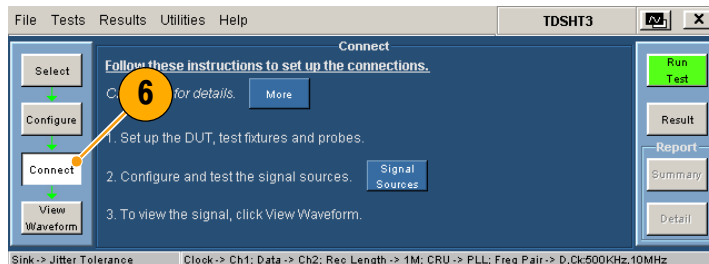 File Tests Results Utilities Help TDSHT3 X
Connect
Select
Follow these instructions to set up the connections.
Run
Test
6
for details. More
Configure
1. Set up the DUT, test fixtures and probes.
Result
Report
Connect
2. Configure and test the signal sources. Signal
Sources
Summary
View
Waveform
3. To view the signal, click View Waveform.
Detail
Sink-> Jitter Tolerance Clock-> Ch1; Data-> Ch2; Rec Length-> 1M; CRU-> PLL; Freq Pair-> D,Ck:500KHz,10MHz